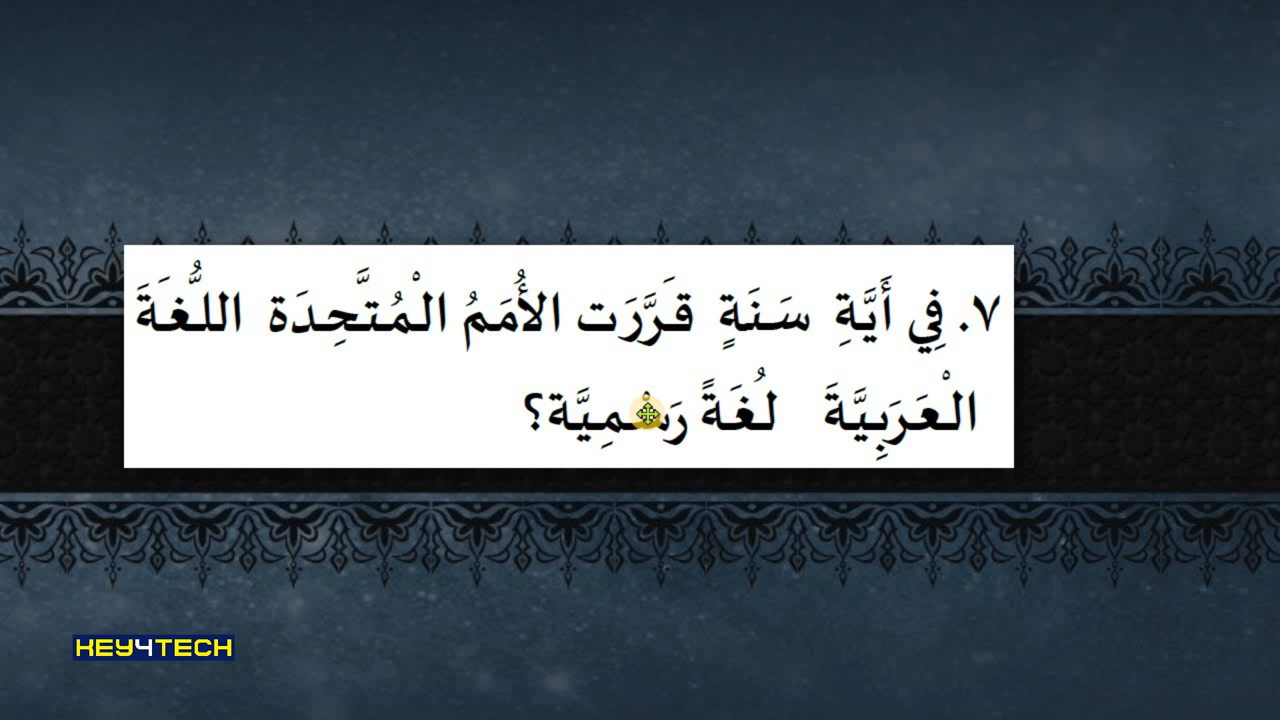 ٧. فِي أَيَّةِ سَنَةٍ قَرَّرَت الأُمَمُ الْمُتَّحِدَة اللُّغَةَ
الْعَرَبِيَّةَ لُغَةً رَسْمِيَّة؟
KEY4TECH